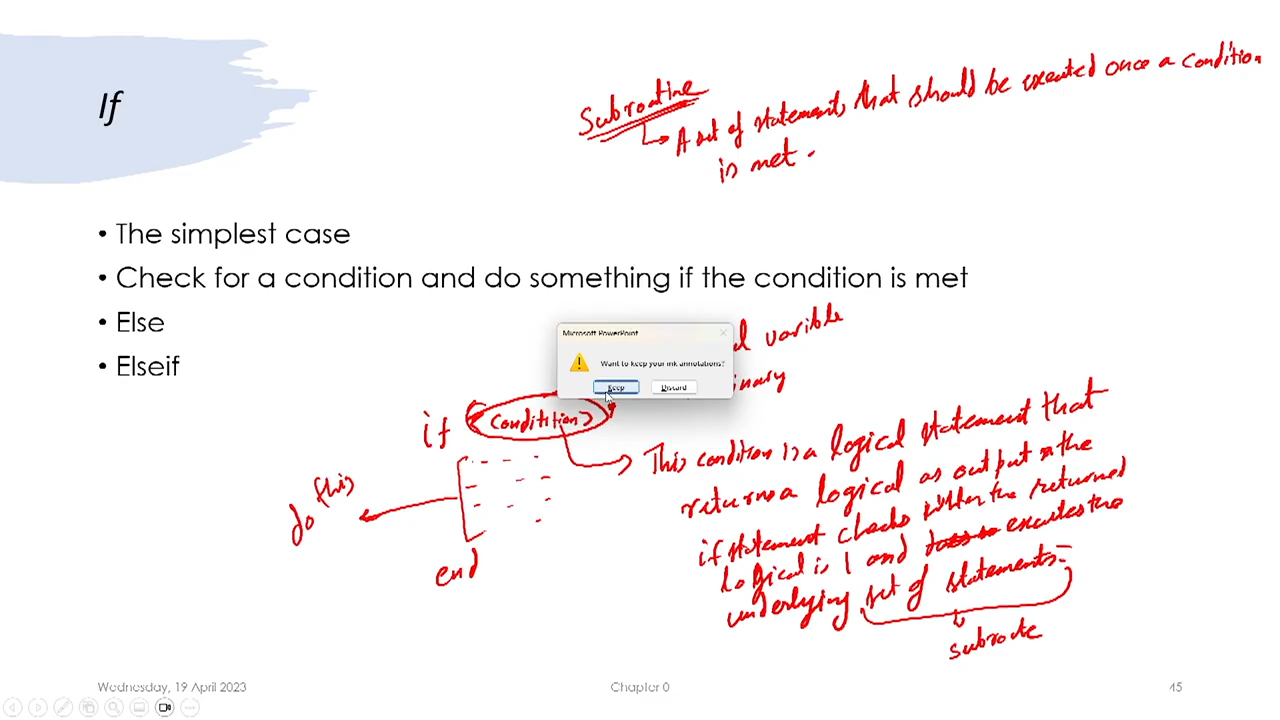 If
Subroutine
A set of statements that should be executed once a condition
is met.
• The simplest case
• Check for a condition and do something if the condition is met
• Else
• Elseif
varible
Microsoft PowerPoint
Want to keep your ink annotations?
Keep
Discard
if (conditition)
do this
end
This condition is a logical statement that
returns a logical as output & the
if statement checks whether the returned
logical is 1 and executes the
underlying set of statements.
subroute
Wednesday, 19 April 2023
Chapter 0
45